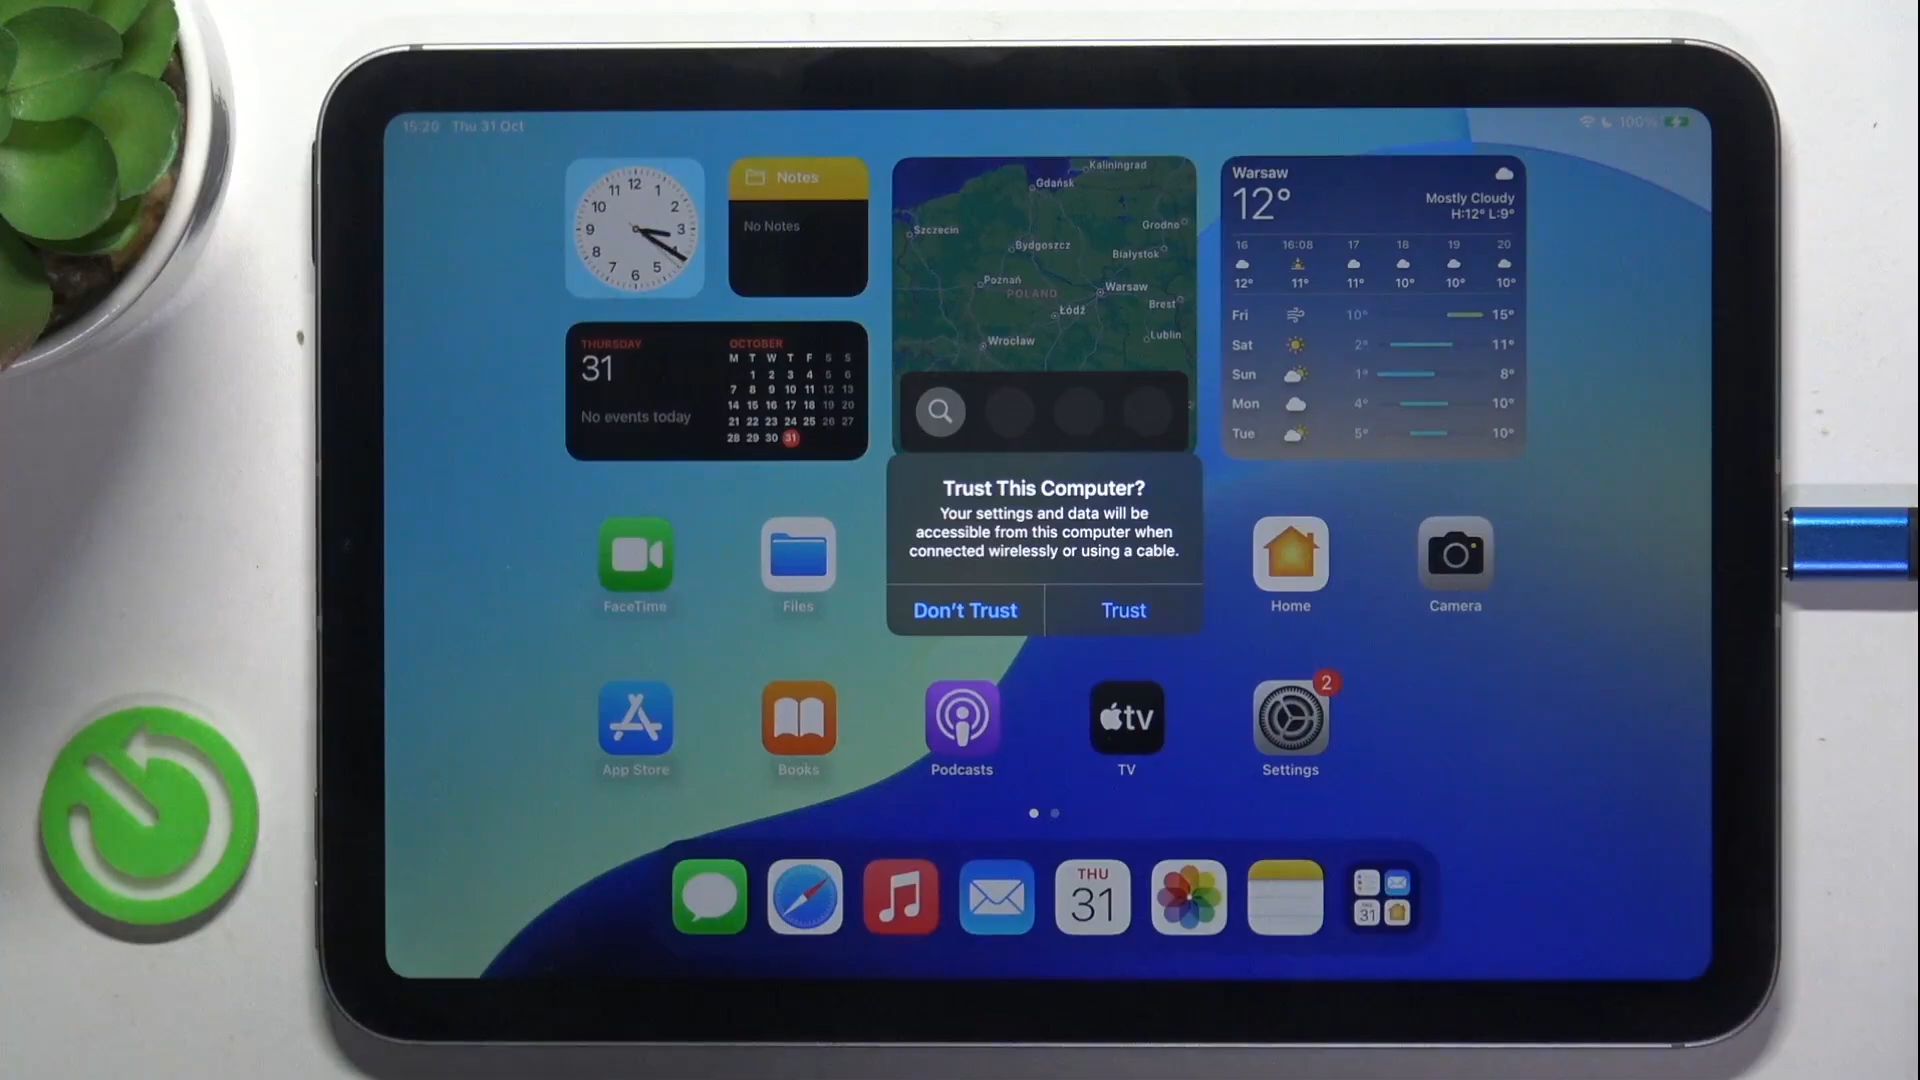 15:20 Thu 31 Oct
100%
12
1
2
3
4
5
6
7
8
9
10
11
Notes
No Notes
Kaliningrad
Gdańsk
Szczecin
Grodno
Bydgoszcz
Białystok
Poznań
POLAND
Warsaw
Brest
Łódź
Lublin
Wrocław
Warsaw
12°
Mostly Cloudy
H:12° L:9°
16 16:08 17 18 19 20
12° 11° 11° 10° 10° 10°
Fri 10° 15°
Sat 2° 11°
Sun 1° 8°
Mon 4° 10°
Tue 5° 10°
THURSDAY
31
No events today
OCTOBER
M T W T F S S
1 2 3 4 5 6
7 8 9 10 11 12 13
14 15 16 17 18 19 20
21 22 23 24 25 26 27
28 29 30 31
Trust This Computer?
Your settings and data will be
accessible from this computer when
connected wirelessly or using a cable.
Don't Trust
Trust
FaceTime
Files
Home
Camera
App Store
Books
Podcasts
tv
TV
2
Settings
THU
31
31